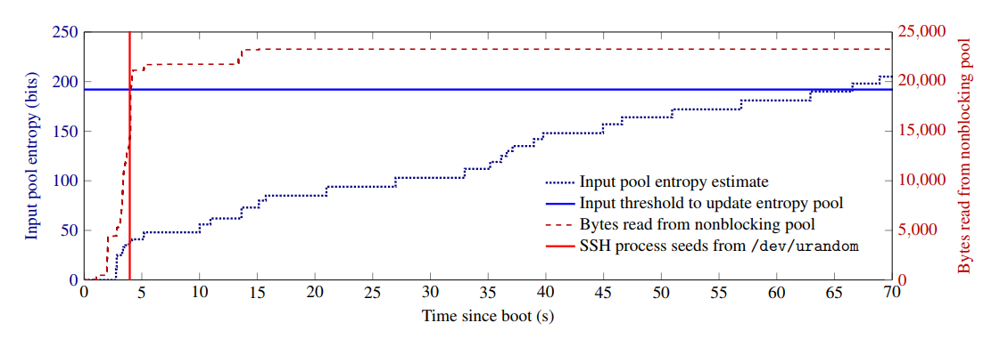 250
200
150
100
50
0
Input pool entropy (bits)
25,000
20,000
15,000
10,000
5,000
0
Bytes read from nonblocking pool
Input pool entropy estimate
Input threshold to update entropy pool
Bytes read from nonblocking pool
SSH process seeds from /dev/urandom
0 5 10 15 20 25 30 35 40 45 50 55 60 65 70
Time since boot (s)